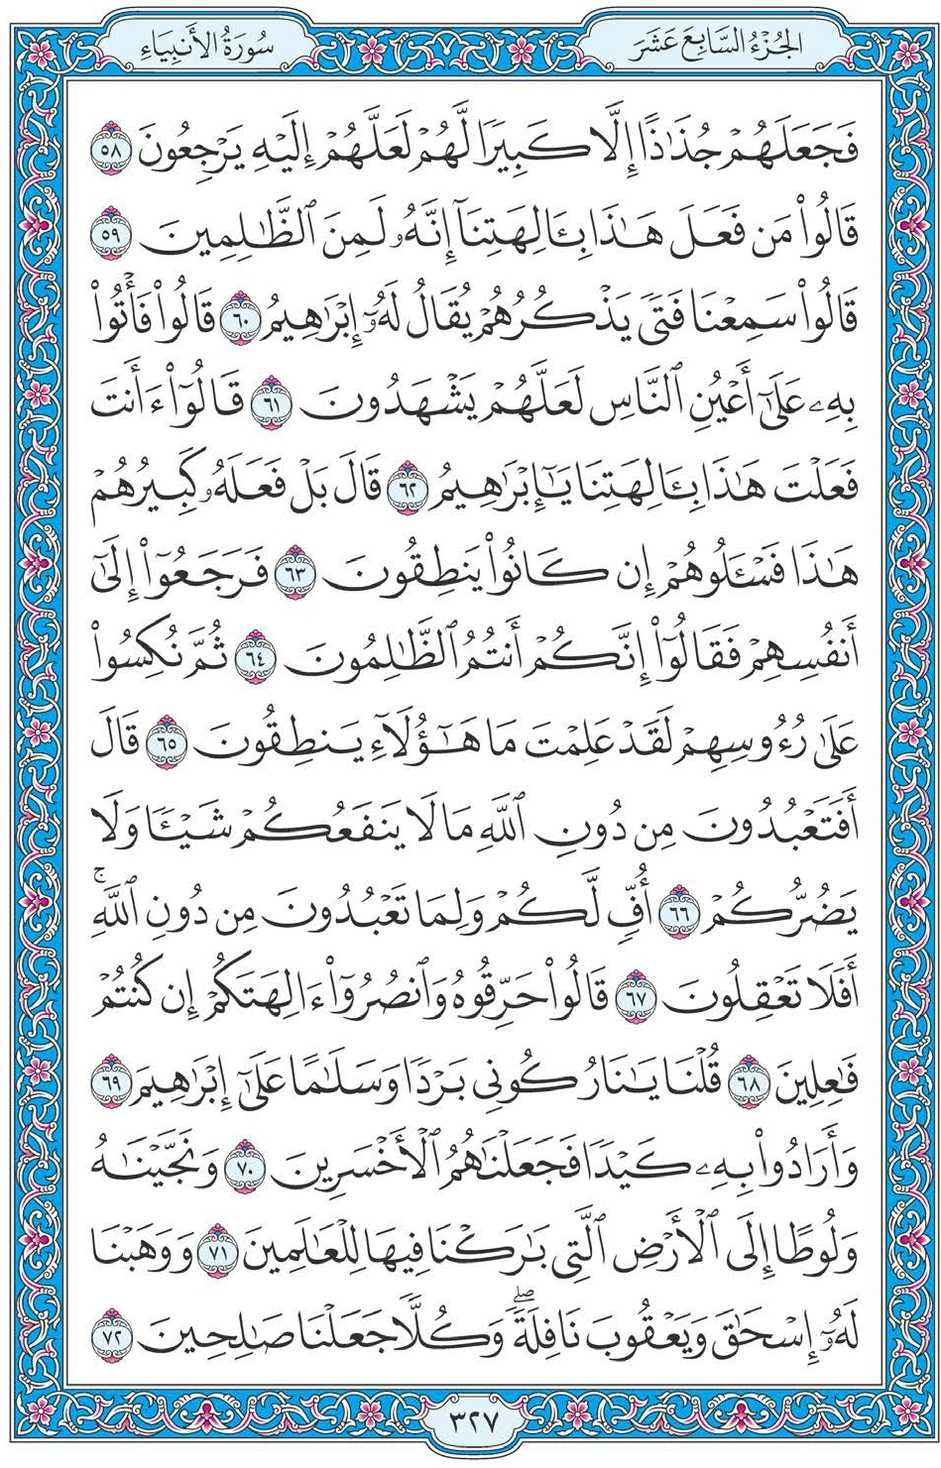 الجُزْءُ السَّابِعَ عَشَرَ
سُورَةُ الأَنبِيَاءِ
فَجَعَلَهُمْ جُذَٰذًا إِلَّا كَبِيرًا لَّهُمْ لَعَلَّهُمْ إِلَيْهِ يَرْجِعُونَ ٥٨
قَالُوا۟ مَن فَعَلَ هَٰذَا بِـَٔالِهَتِنَآ إِنَّهُۥ لَمِنَ ٱلظَّٰلِمِينَ ٥٩
قَالُوا۟ سَمِعْنَا فَتًى يَذْكُرُهُمْ يُقَالُ لَهُۥٓ إِبْرَٰهِيمُ ٦٠ قَالُوا۟ فَأْتُوا۟
بِهِۦ عَلَىٰٓ أَعْيُنِ ٱلنَّاسِ لَعَلَّهُمْ يَشْهَدُونَ ٦١ قَالُوٓا۟ ءَأَنتَ
فَعَلْتَ هَٰذَا بِـَٔالِهَتِنَا يَٰٓإِبْرَٰهِيمُ ٦٢ قَالَ بَلْ فَعَلَهُۥ كَبِيرُهُمْ
هَٰذَا فَسْـَٔلُوهُمْ إِن كَانُوا۟ يَنطِقُونَ ٦٣ فَرَجَعُوٓا۟ إِلَىٰٓ
أَنفُسِهِمْ فَقَالُوٓا۟ إِنَّكُمْ أَنتُمُ ٱلظَّٰلِمُونَ ٦٤ ثُمَّ نُكِسُوا۟
عَلَىٰ رُءُوسِهِمْ لَقَدْ عَلِمْتَ مَا هَٰٓؤُلَآءِ يَنطِقُونَ ٦٥ قَالَ
أَفَتَعْبُدُونَ مِن دُونِ ٱللَّهِ مَا لَا يَنفَعُكُمْ شَيْـًٔا وَلَا
يَضُرُّكُمْ ٦٦ أُفٍّ لَّكُمْ وَلِمَا تَعْبُدُونَ مِن دُونِ ٱللَّهِ ۚ
أَفَلَا تَعْقِلُونَ ٦٧ قَالُوا۟ حَرِّقُوهُ وَٱنصُرُوٓا۟ ءَالِهَتَكُمْ إِن كُنتُمْ
فَٰعِلِينَ ٦٨ قُلْنَا يَٰنَارُ كُونِى بَرْدًا وَسَلَٰمًا عَلَىٰٓ إِبْرَٰهِيمَ ٦٩
وَأَرَادُوا۟ بِهِۦ كَيْدًا فَجَعَلْنَٰهُمُ ٱلْأَخْسَرِينَ ٧٠ وَنَجَّيْنَٰهُ
وَلُوطًا إِلَى ٱلْأَرْضِ ٱلَّتِى بَٰرَكْنَا فِيهَا لِلْعَٰلَمِينَ ٧١ وَوَهَبْنَا
لَهُۥٓ إِسْحَٰقَ وَيَعْقُوبَ نَافِلَةً ۖ وَكُلًّا جَعَلْنَا صَٰلِحِينَ ٧٢
٣٢٧